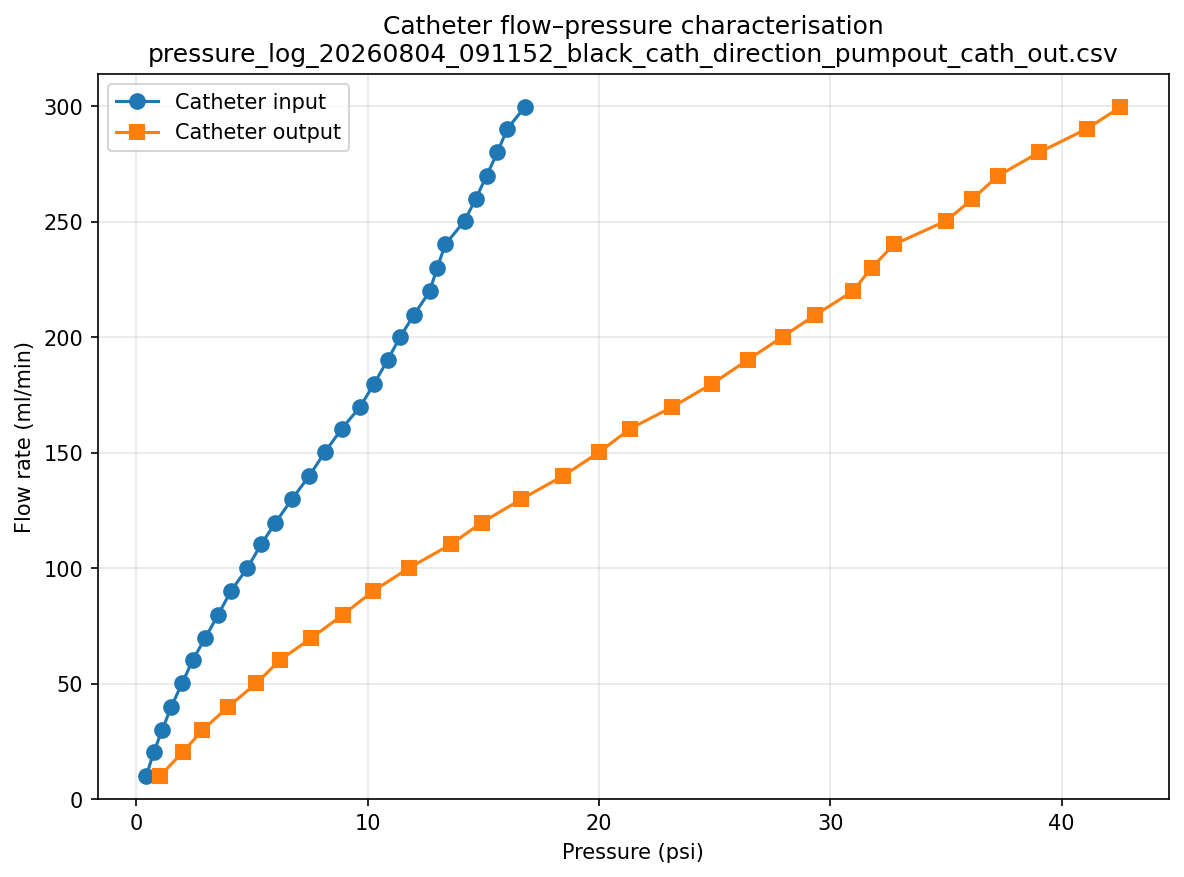 Catheter flow–pressure characterisation
pressure_log_20260804_091152_black_cath_direction_pumpout_cath_out.csv
Catheter input
Catheter output
Flow rate (ml/min)
300
250
200
150
100
50
0
0 10 20 30 40
Pressure (psi)